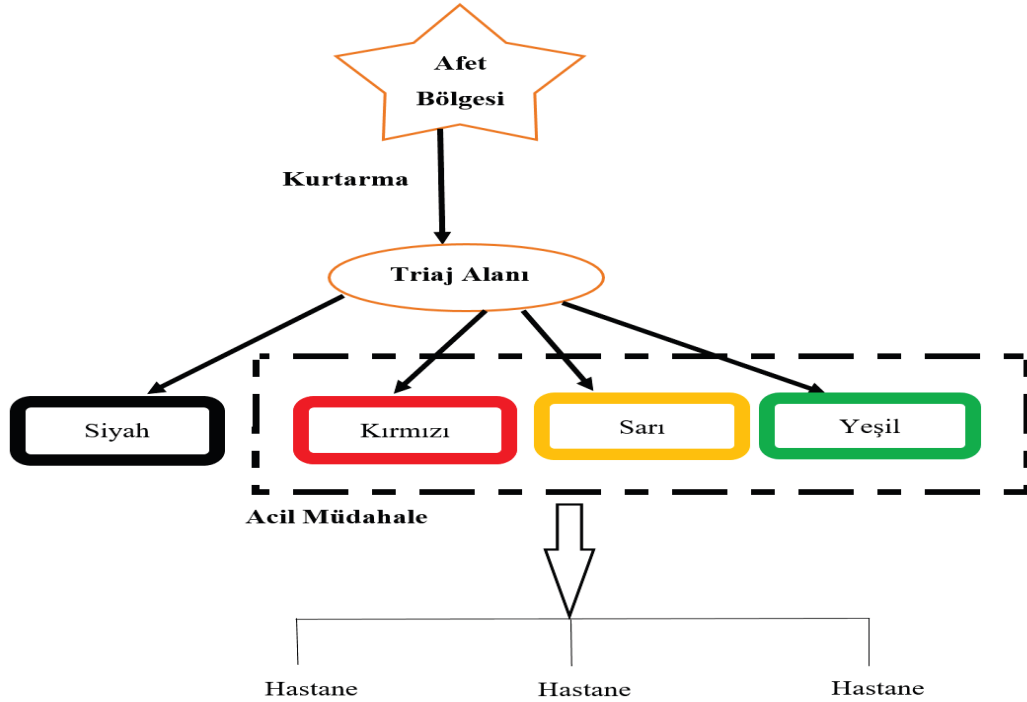 Afet
Bölgesi
Kurtarma
Triaj Alanı
Siyah
Kırmızı
Sarı
Yeşil
Acil Müdahale
Hastane
Hastane
Hastane